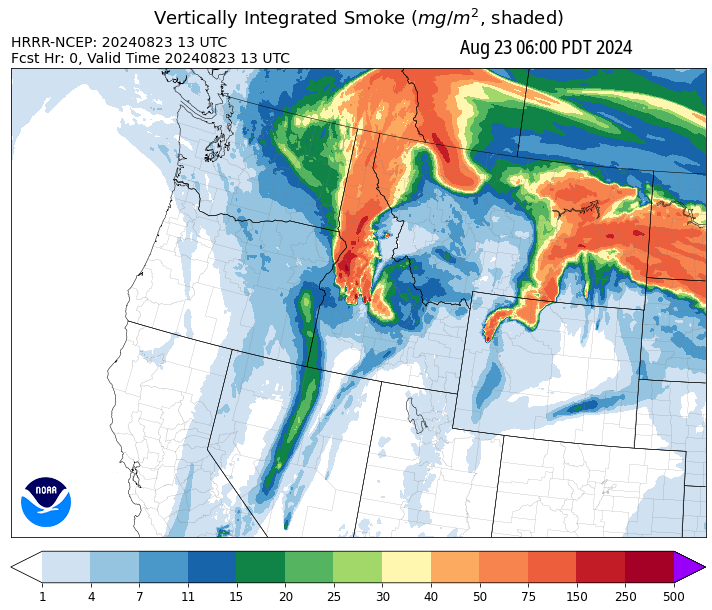 Vertically Integrated Smoke (mg/m², shaded)
HRRR-NCEP: 20240823 13 UTC
Aug 23 06:00 PDT 2024
Fcst Hr: 0, Valid Time 20240823 13 UTC
NOAA
1 4 7 11 15 20 25 30 40 50 75 150 250 500